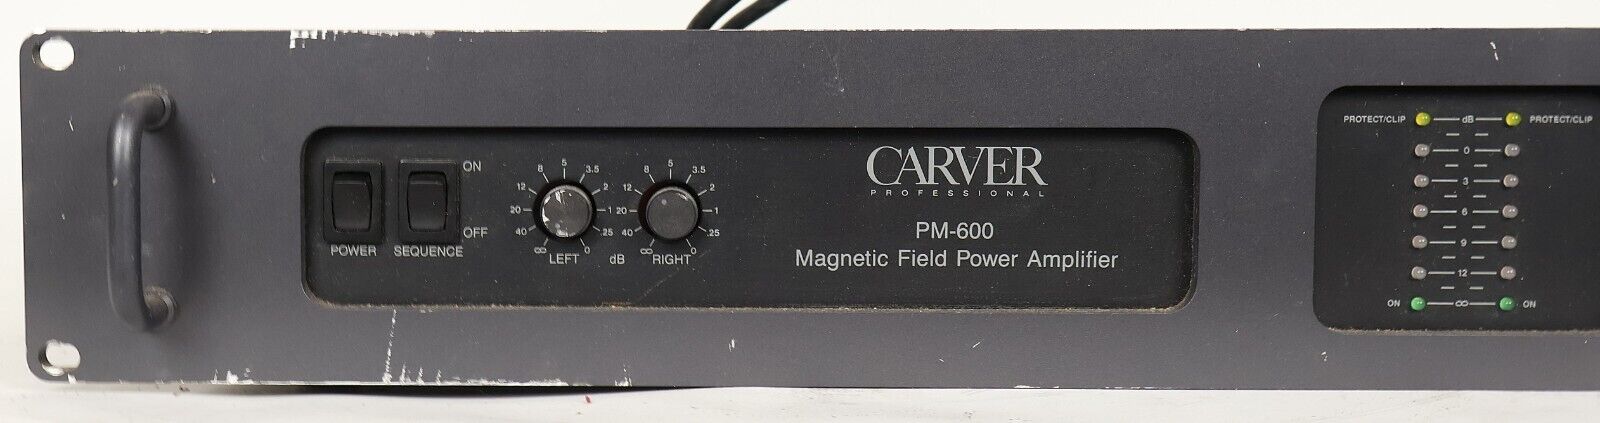 POWER
SEQUENCE
ON
OFF
∞ 40 20 12 8 5 3.5 2 1 .25 0
LEFT
dB
∞ 40 20 12 8 5 3.5 2 1 .25 0
RIGHT
CARVER
PROFESSIONAL
PM-600
Magnetic Field Power Amplifier
PROTECT/CLIP dB PROTECT/CLIP
0
3
6
9
12
ON ∞ ON